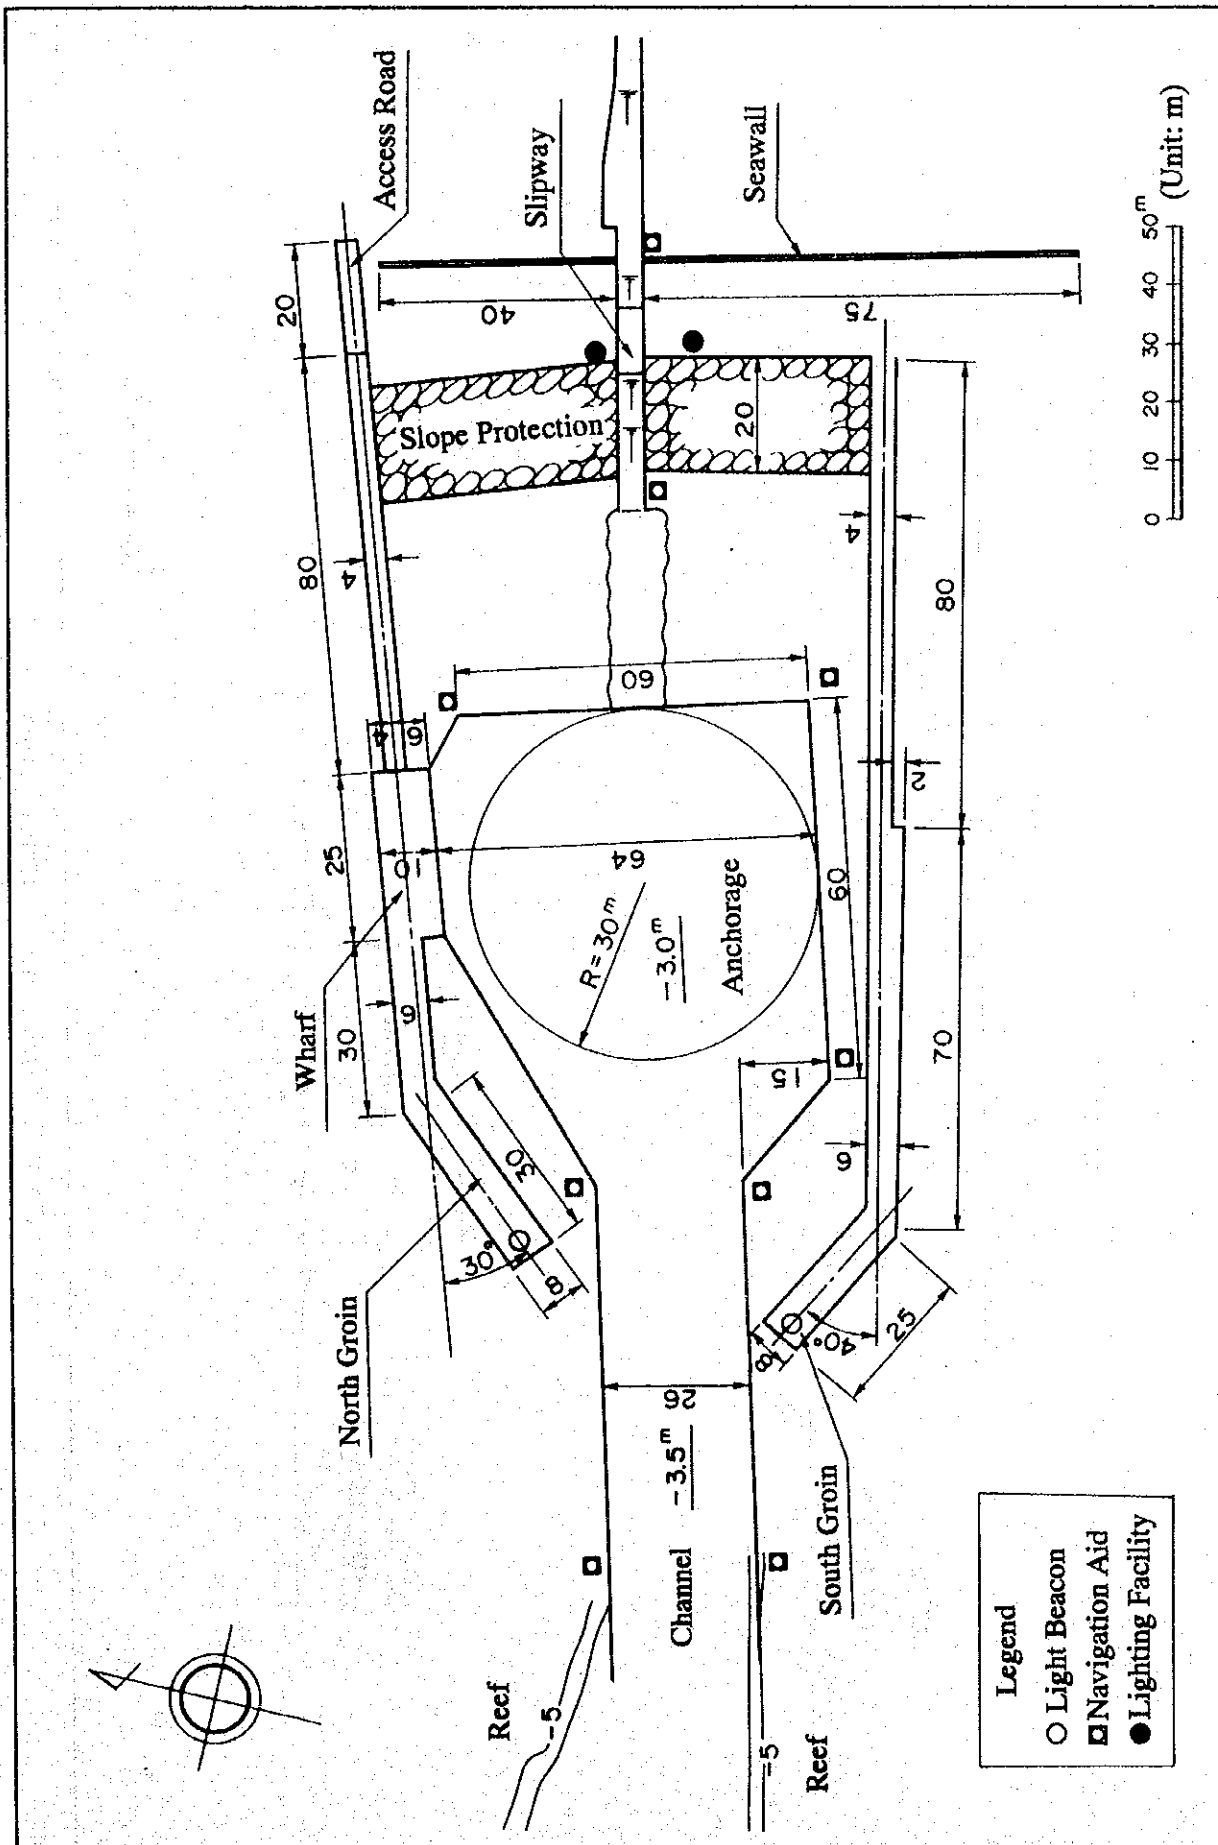 Access Road
Slipway
Seawall
20
40
75
Slope Protection
20
50m
40
30
20
10
0
(Unit: m)
80
4
4
80
60
4
6
2
25
10
64
60
Wharf
R=30m
-3.0m
Anchorage
30
6
15
70
6
30
North Groin
30°
8
8
40°
25
26
Channel -3.5m
South Groin
Reef
-5
-5
Reef
Legend
Light Beacon
Navigation Aid
Lighting Facility